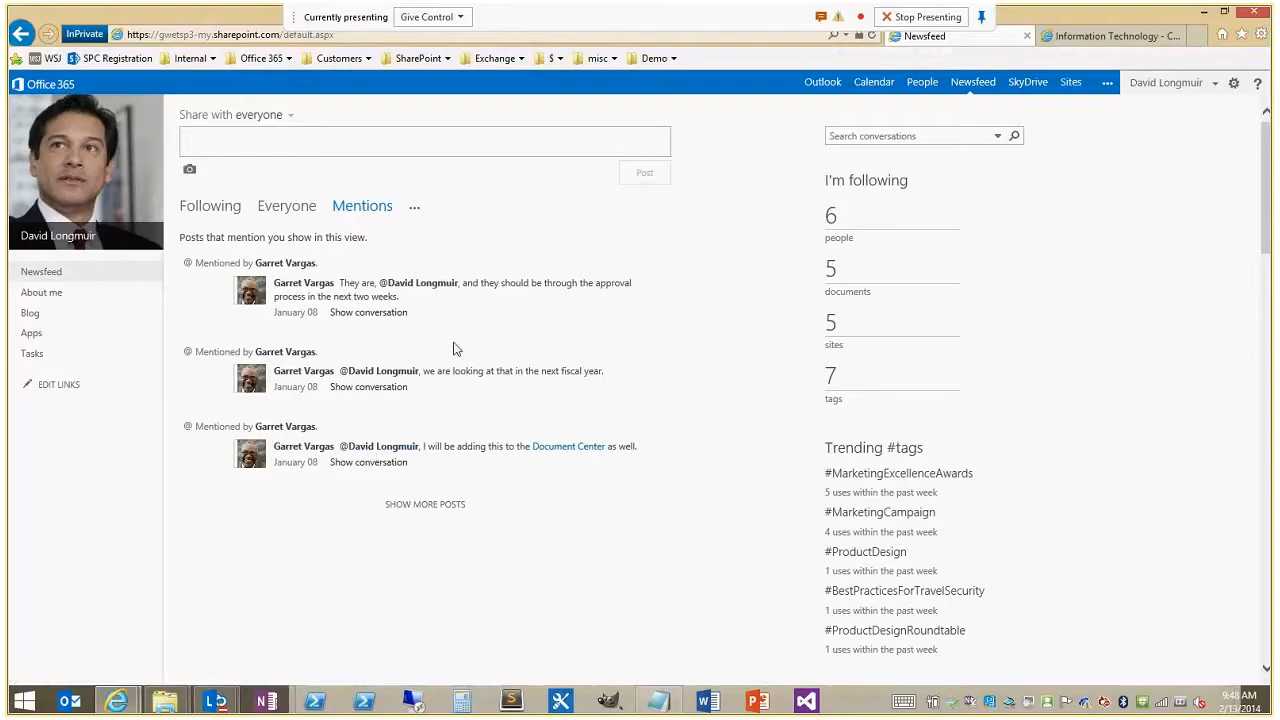 Currently presenting
Give Control
Stop Presenting
InPrivate
https://gwetsp3-my.sharepoint.com/default.aspx
Newsfeed
Information Technology - C...
WSJ
SPC Registration
Internal
Office 365
Customers
SharePoint
Exchange
$
misc
Demo
Office 365
Outlook
Calendar
People
Newsfeed
SkyDrive
Sites
...
David Longmuir
?
David Longmuir
Newsfeed
About me
Blog
Apps
Tasks
EDIT LINKS
Share with everyone
Post
Following
Everyone
Mentions
...
Posts that mention you show in this view.
@ Mentioned by Garret Vargas.
Garret Vargas They are, @David Longmuir, and they should be through the approval
process in the next two weeks.
January 08 Show conversation
@ Mentioned by Garret Vargas.
Garret Vargas @David Longmuir, we are looking at that in the next fiscal year.
January 08 Show conversation
@ Mentioned by Garret Vargas.
Garret Vargas @David Longmuir, I will be adding this to the Document Center as well.
January 08 Show conversation
SHOW MORE POSTS
Search conversations
I'm following
6
people
5
documents
5
sites
7
tags
Trending #tags
#MarketingExcellenceAwards
5 uses within the past week
#MarketingCampaign
4 uses within the past week
#ProductDesign
1 uses within the past week
#BestPracticesForTravelSecurity
1 uses within the past week
#ProductDesignRoundtable
1 uses within the past week
9:48 AM
2/13/2014